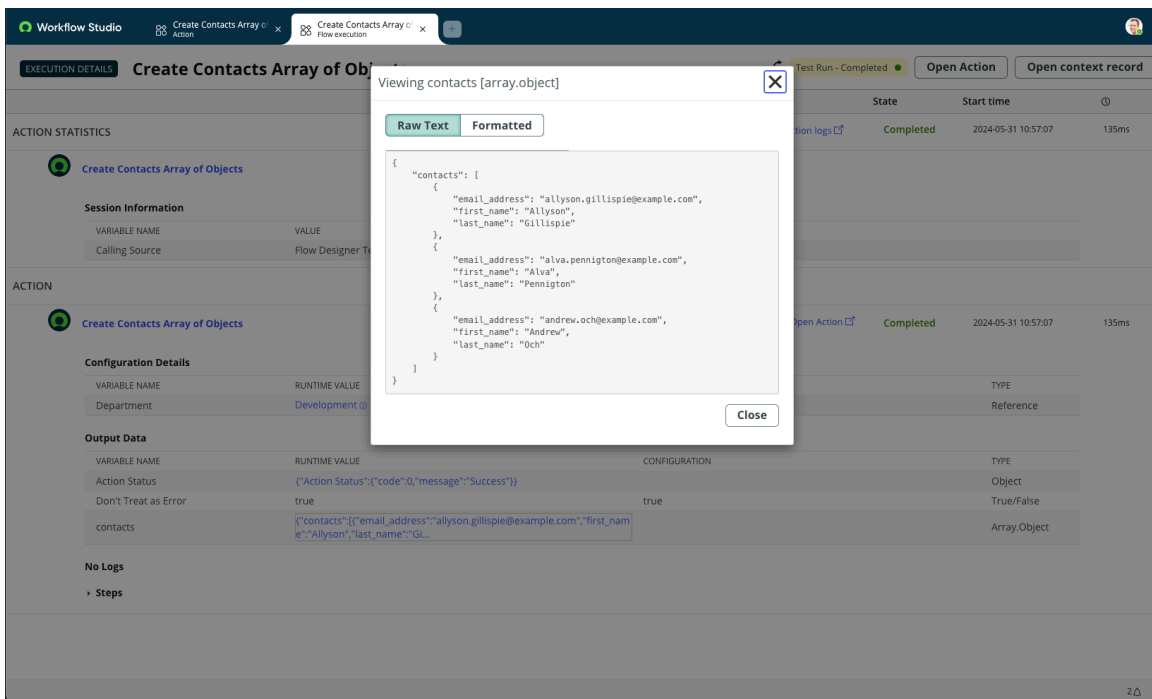 Workflow Studio
Create Contacts Array of
Action
Create Contacts Array of
Flow execution
EXECUTION DETAILS Create Contacts Array of
Test Run - Completed
Open Action
Open context record
State Start time
ACTION STATISTICS
logs Completed 2024-05-31 10:57:07 135ms
Create Contacts Array of Objects
Session Information
VARIABLE NAME VALUE
Calling Source Flow Designer
ACTION
Create Contacts Array of Objects
Open Action Completed 2024-05-31 10:57:07 135ms
Configuration Details
VARIABLE NAME RUNTIME VALUE TYPE
Department Development Reference
Output Data
VARIABLE NAME RUNTIME VALUE CONFIGURATION TYPE
Action Status {"Action Status":{"code":0,"message":"Success"}} Object
Don't Treat as Error true true True/False
contacts {"contacts":[{"email_address":"allyson.gillispie@example.com","first_nam
e":"Allyson","last_name":"Gi... Array.Object
No Logs
Steps
Viewing contacts [array.object]
Raw Text Formatted
{
"contacts": [
{
"email_address": "allyson.gillispie@example.com",
"first_name": "Allyson",
"last_name": "Gillispie"
},
{
"email_address": "alva.pennigton@example.com",
"first_name": "Alva",
"last_name": "Pennigton"
},
{
"email_address": "andrew.och@example.com",
"first_name": "Andrew",
"last_name": "Och"
}
]
}
Close
2